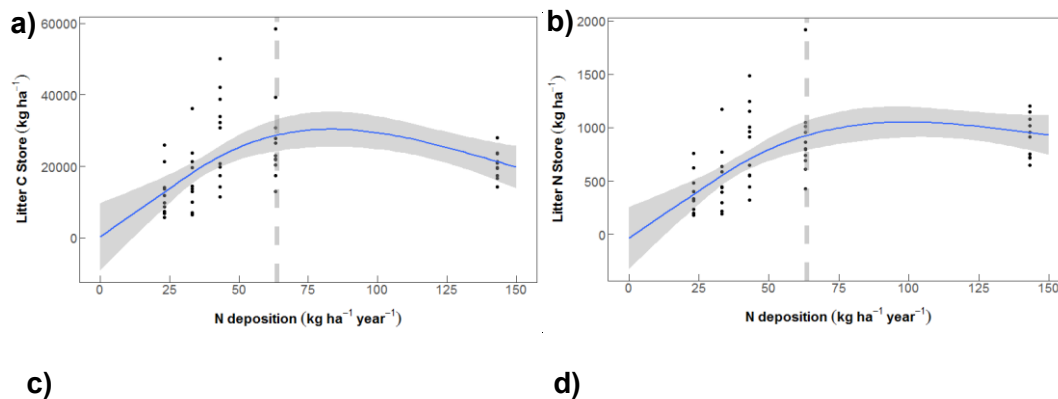 a)
Litter C Store (kg ha⁻¹)
60000
40000
20000
0
0 25 50 75 100 125 150
N deposition (kg ha⁻¹ year⁻¹)
b)
Litter N Store (kg ha⁻¹)
2000
1500
1000
500
0
0 25 50 75 100 125 150
N deposition (kg ha⁻¹ year⁻¹)
c)
d)